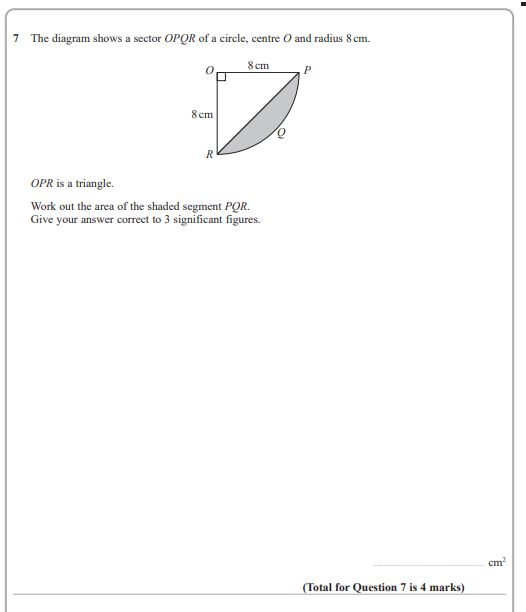 7 The diagram shows a sector OPQR of a circle, centre O and radius 8 cm.
8 cm
O
P
8 cm
Q
R
OPR is a triangle.
Work out the area of the shaded segment PQR.
Give your answer correct to 3 significant figures.
cm²
(Total for Question 7 is 4 marks)